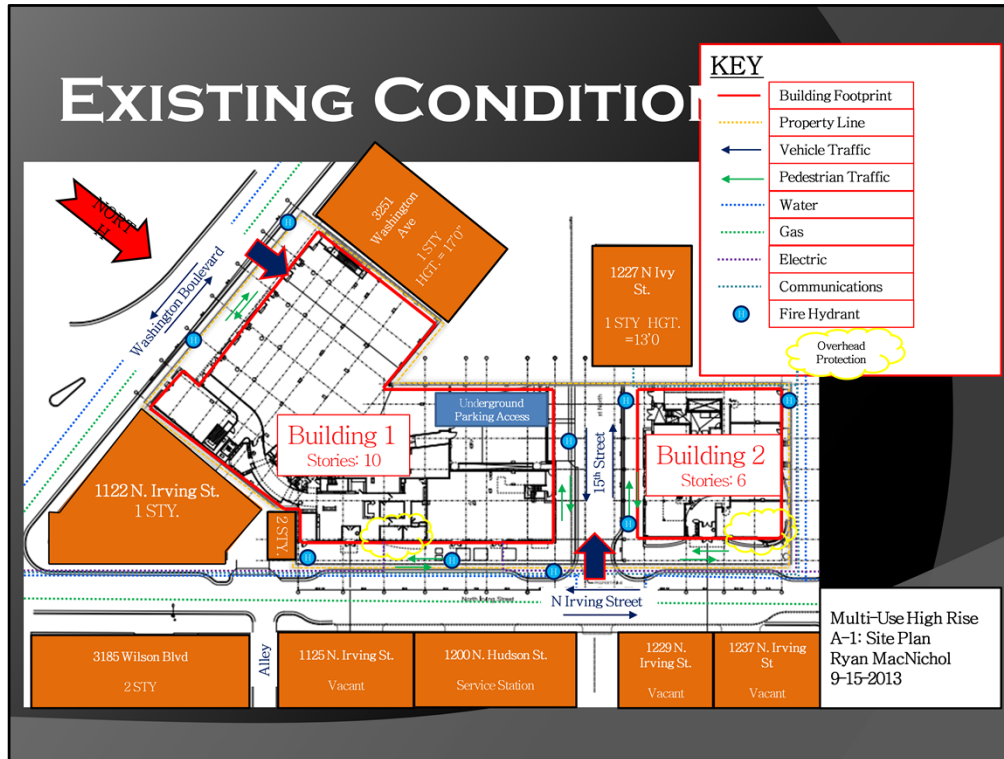 EXISTING CONDITION
KEY
Building Footprint
Property Line
Vehicle Traffic
Pedestrian Traffic
Water
Gas
Electric
Communications
H
Fire Hydrant
Overhead
Protection
NORT
H
Washington Boulevard
3251
Washington
Ave
1 STY
HGT. = 17'0"
1227 N Ivy
St.
1 STY HGT.
=13'0
H
H
H
H
H
H
H
H
H
Underground
Parking Access
Building 1
Stories: 10
15th Street
Building 2
Stories: 6
1122 N. Irving St.
1 STY.
2 STY
North Irving Street
N Irving Street
3185 Wilson Blvd
2 STY
Alley
1125 N. Irving St.
Vacant
1200 N. Hudson St.
Service Station
1229 N.
Irving St.
Vacant
1237 N. Irving
St
Vacant
Multi-Use High Rise
A-1: Site Plan
Ryan MacNichol
9-15-2013